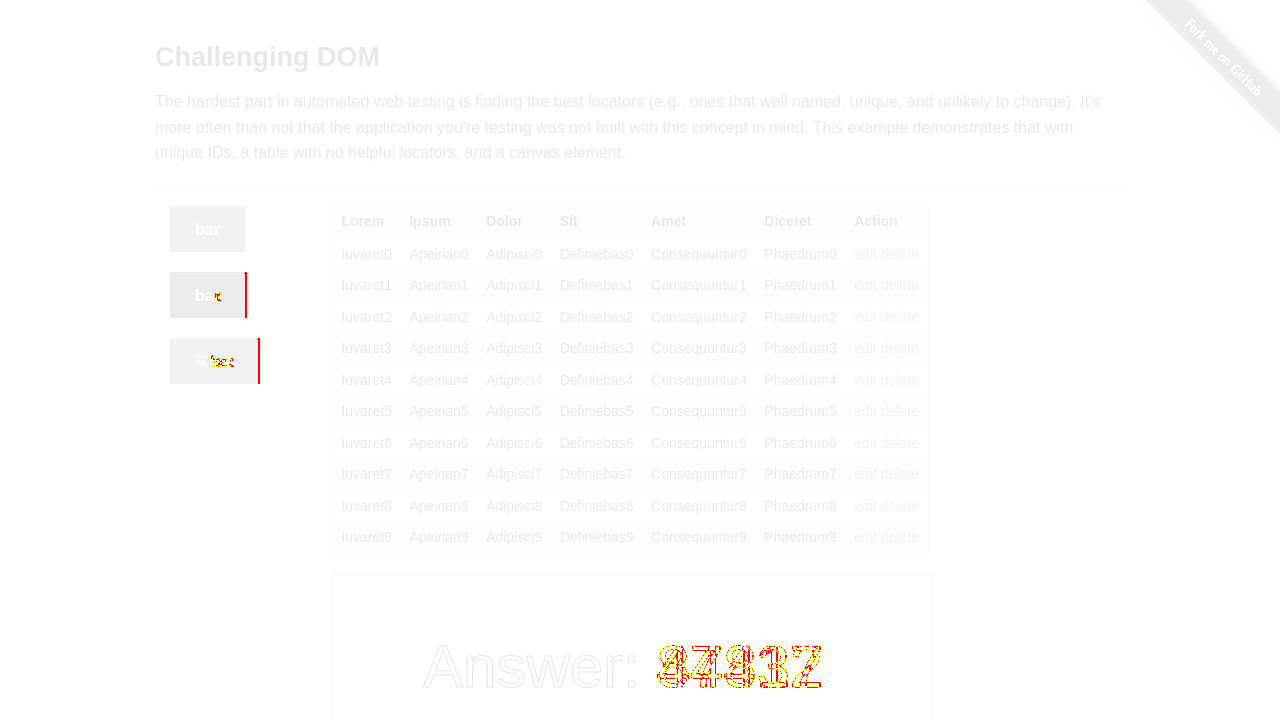 Fork me on GitHub
Challenging DOM
The hardest part in automated web testing is finding the best locators (e.g., ones that well named, unique, and unlikely to change). It's
more often than not that the application you're testing was not built with this concept in mind. This example demonstrates that with
unique IDs, a table with no helpful locators, and a canvas element.
bar
Lorem Ipsum Dolor Sit Amet Diceret Action
Iuvaret0 Apeirian0 Adipisci0 Definiebas0 Consequuntur0 Phaedrum0 edit delete
Iuvaret1 Apeirian1 Adipisci1 Definiebas1 Consequuntur1 Phaedrum1 edit delete
Iuvaret2 Apeirian2 Adipisci2 Definiebas2 Consequuntur2 Phaedrum2 edit delete
Iuvaret3 Apeirian3 Adipisci3 Definiebas3 Consequuntur3 Phaedrum3 edit delete
Iuvaret4 Apeirian4 Adipisci4 Definiebas4 Consequuntur4 Phaedrum4 edit delete
Iuvaret5 Apeirian5 Adipisci5 Definiebas5 Consequuntur5 Phaedrum5 edit delete
Iuvaret6 Apeirian6 Adipisci6 Definiebas6 Consequuntur6 Phaedrum6 edit delete
Iuvaret7 Apeirian7 Adipisci7 Definiebas7 Consequuntur7 Phaedrum7 edit delete
Iuvaret8 Apeirian8 Adipisci8 Definiebas8 Consequuntur8 Phaedrum8 edit delete
Iuvaret9 Apeirian9 Adipisci9 Definiebas9 Consequuntur9 Phaedrum9 edit delete
Answer: